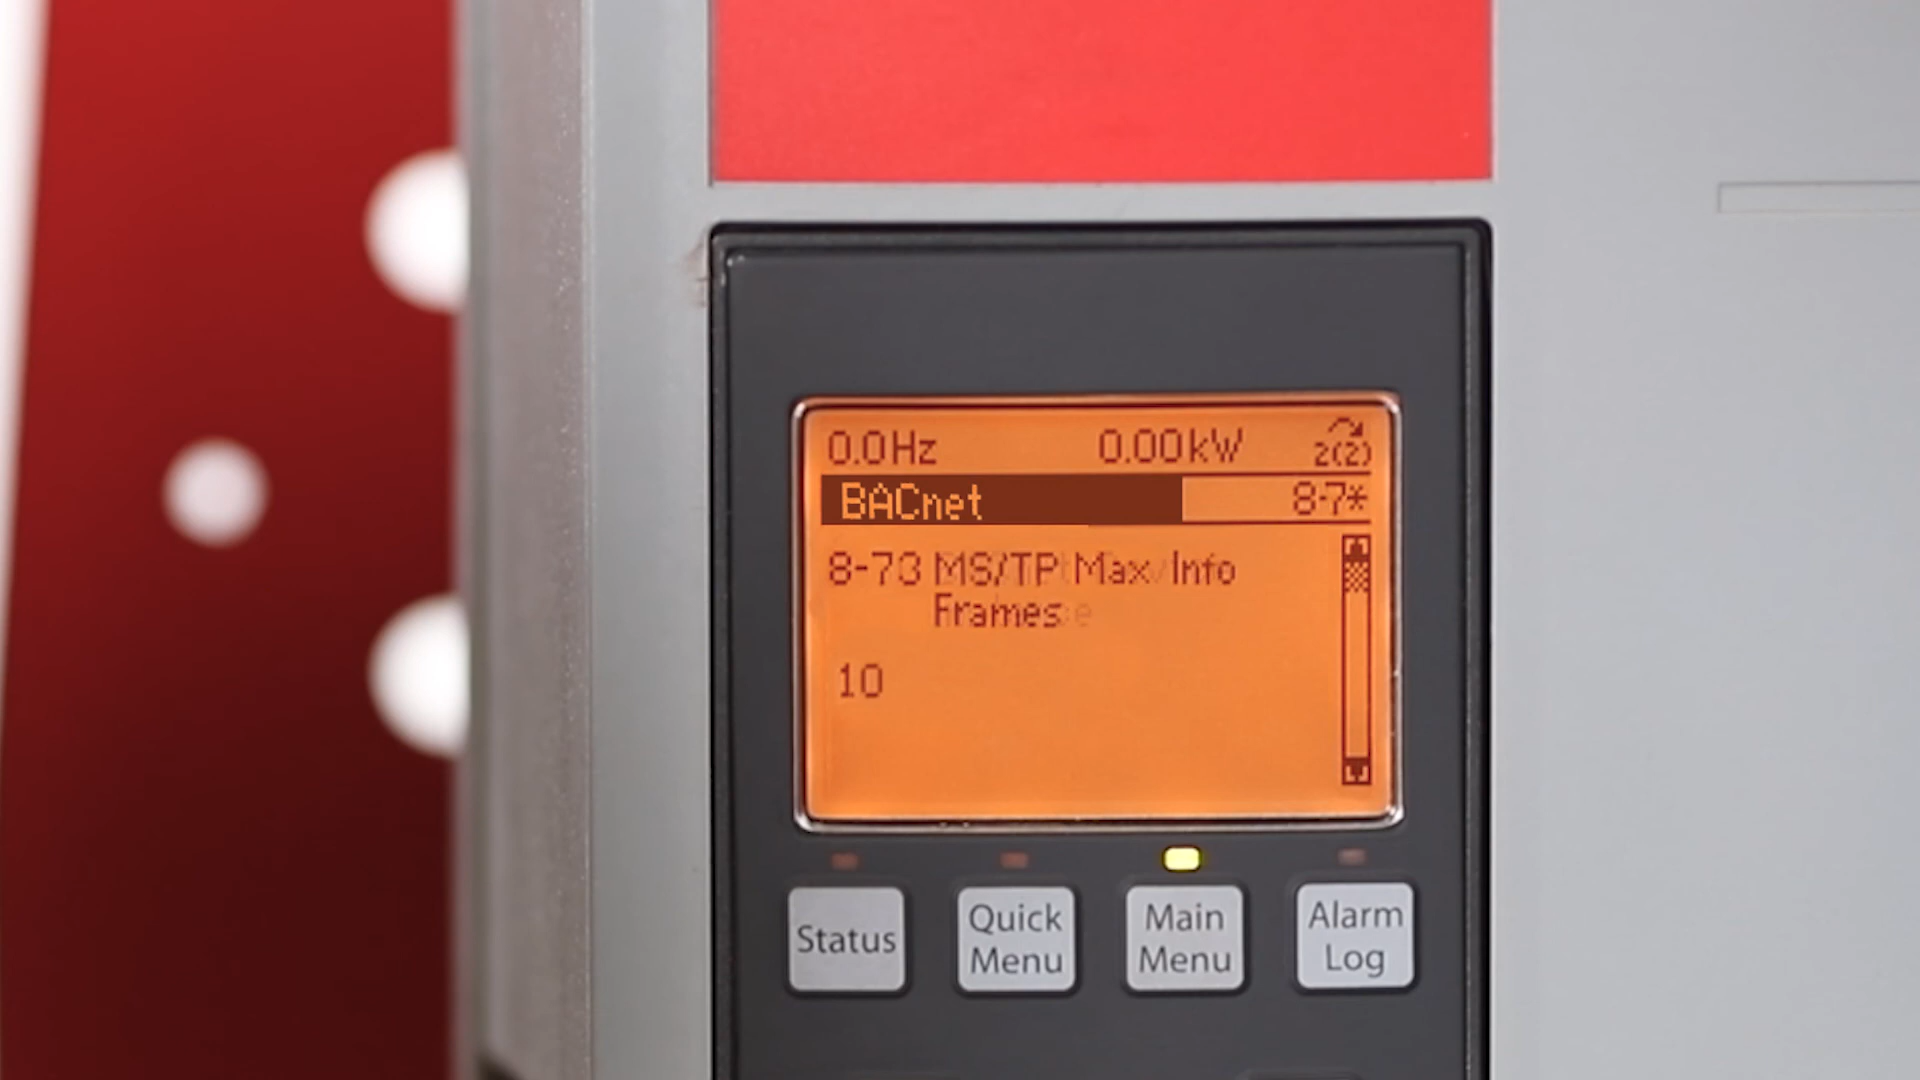 0.0Hz 0.00kW 2(2)
BACnet 8-7*
8-73 MS/TP Max Info
Frames
10
Status
Quick
Menu
Main
Menu
Alarm
Log